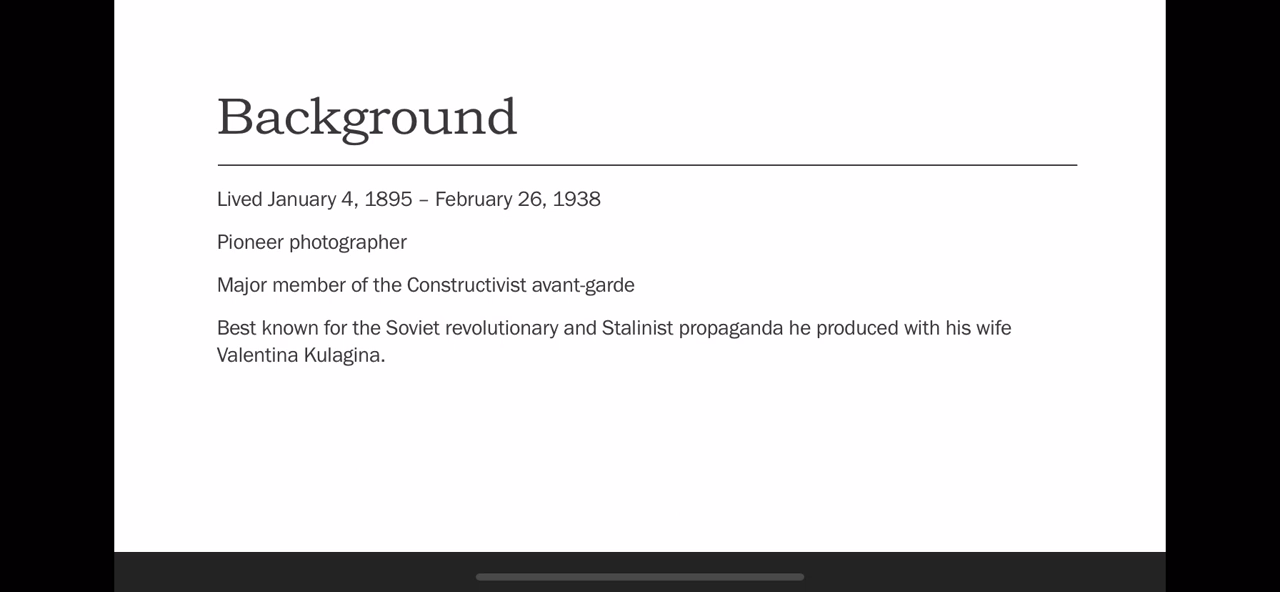 Background
Lived January 4, 1895 – February 26, 1938
Pioneer photographer
Major member of the Constructivist avant-garde
Best known for the Soviet revolutionary and Stalinist propaganda he produced with his wife
Valentina Kulagina.